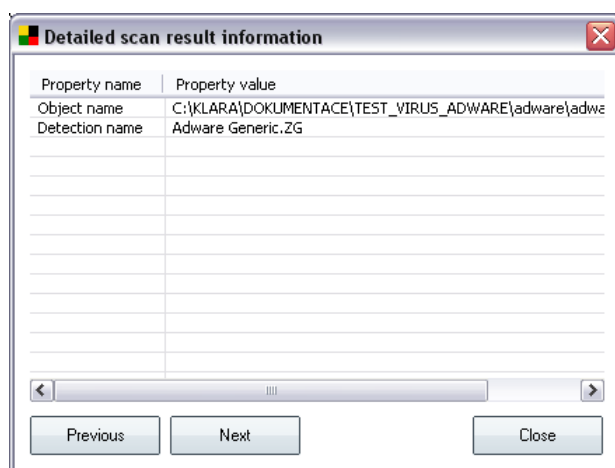 Detailed scan result information
Property name Property value
Object name C:\KLARA\DOKUMENTACE\TEST_VIRUS_ADWARE\adware\adwa
Detection name Adware Generic.ZG
Previous Next Close